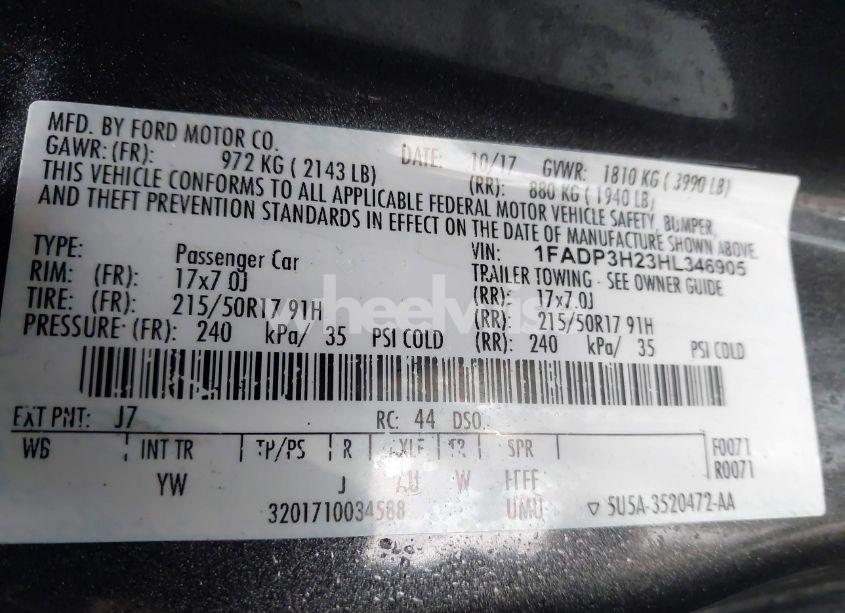 MFD. BY FORD MOTOR CO. DATE: 10/17 GVWR: 1810 KG ( 3990 LB)
GAWR: (FR): 972 KG ( 2143 LB) (RR): 880 KG ( 1940 LB)
THIS VEHICLE CONFORMS TO ALL APPLICABLE FEDERAL MOTOR VEHICLE SAFETY, BUMPER,
AND THEFT PREVENTION STANDARDS IN EFFECT ON THE DATE OF MANUFACTURE SHOWN ABOVE.
VIN: 1FADP3H23HL346905
TYPE: Passenger Car TRAILER TOWING - SEE OWNER GUIDE
RIM: (FR): 17x7.0J (RR): 17x7.0J
TIRE: (FR): 215/50R17 91H (RR): 215/50R17 91H
PRESSURE: (FR): 240 kPa/ 35 PSI COLD (RR): 240 kPa/ 35 PSI COLD
wheelvis
EXT PNT: J7 RC: 44 DSO:
WB INT TR TP/PS R AXLE TR SPR F0071
YW J W R0071
3201710034588 UMU ▽ 5U5A-3520472-AA